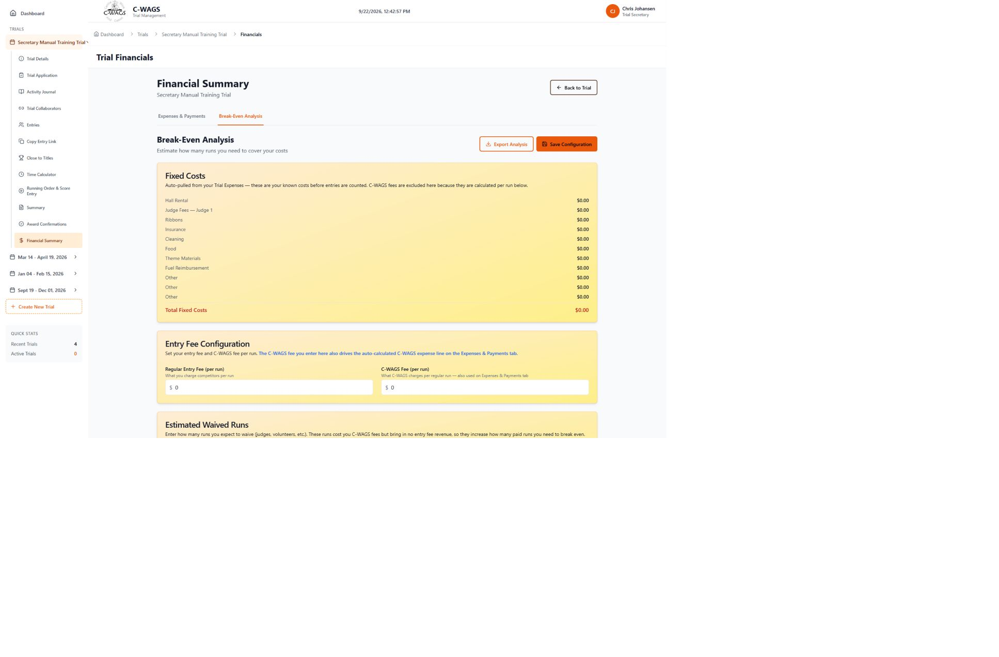 Dashboard
TRIALS
Secretary Manual Training Trial
Trial Details
Trial Application
Activity Journal
Trial Collaborators
Entries
Copy Entry Link
Close to Titles
Time Calculator
Running Order & Score
Entry
Summary
Award Confirmations
Financial Summary
Mar 14 - April 19, 2026
Jan 04 - Feb 15, 2026
Sept 19 - Dec 01, 2026
Create New Trial
QUICK STATS
Recent Trials 4
Active Trials 0
C-WAGS
C-WAGS
Trial Management
9/22/2026, 12:42:57 PM
CJ
Chris Johansen
Trial Secretary
Dashboard > Trials > Secretary Manual Training Trial > Financials
Trial Financials
Financial Summary
Secretary Manual Training Trial
Back to Trial
Expenses & Payments Break-Even Analysis
Break-Even Analysis
Estimate how many runs you need to cover your costs
Export Analysis Save Configuration
Fixed Costs
Auto-pulled from your Trial Expenses — these are your known costs before entries are counted. C-WAGS fees are excluded here because they are calculated per run below.
Hall Rental $0.00
Judge Fees — Judge 1 $0.00
Ribbons $0.00
Insurance $0.00
Cleaning $0.00
Food $0.00
Theme Materials $0.00
Fuel Reimbursement $0.00
Other $0.00
Other $0.00
Other $0.00
Total Fixed Costs $0.00
Entry Fee Configuration
Set your entry fee and C-WAGS fee per run. The C-WAGS fee you enter here also drives the auto-calculated C-WAGS expense line on the Expenses & Payments tab.
Regular Entry Fee (per run)
What you charge competitors per run
$ 0
C-WAGS Fee (per run)
What C-WAGS charges per regular run — also used on Expenses & Payments tab
$ 0
Estimated Waived Runs
Enter how many runs you expect to waive (judges, volunteers, etc.). These runs cost you C-WAGS fees but bring in no entry fee revenue, so they increase how many paid runs you need to break even.